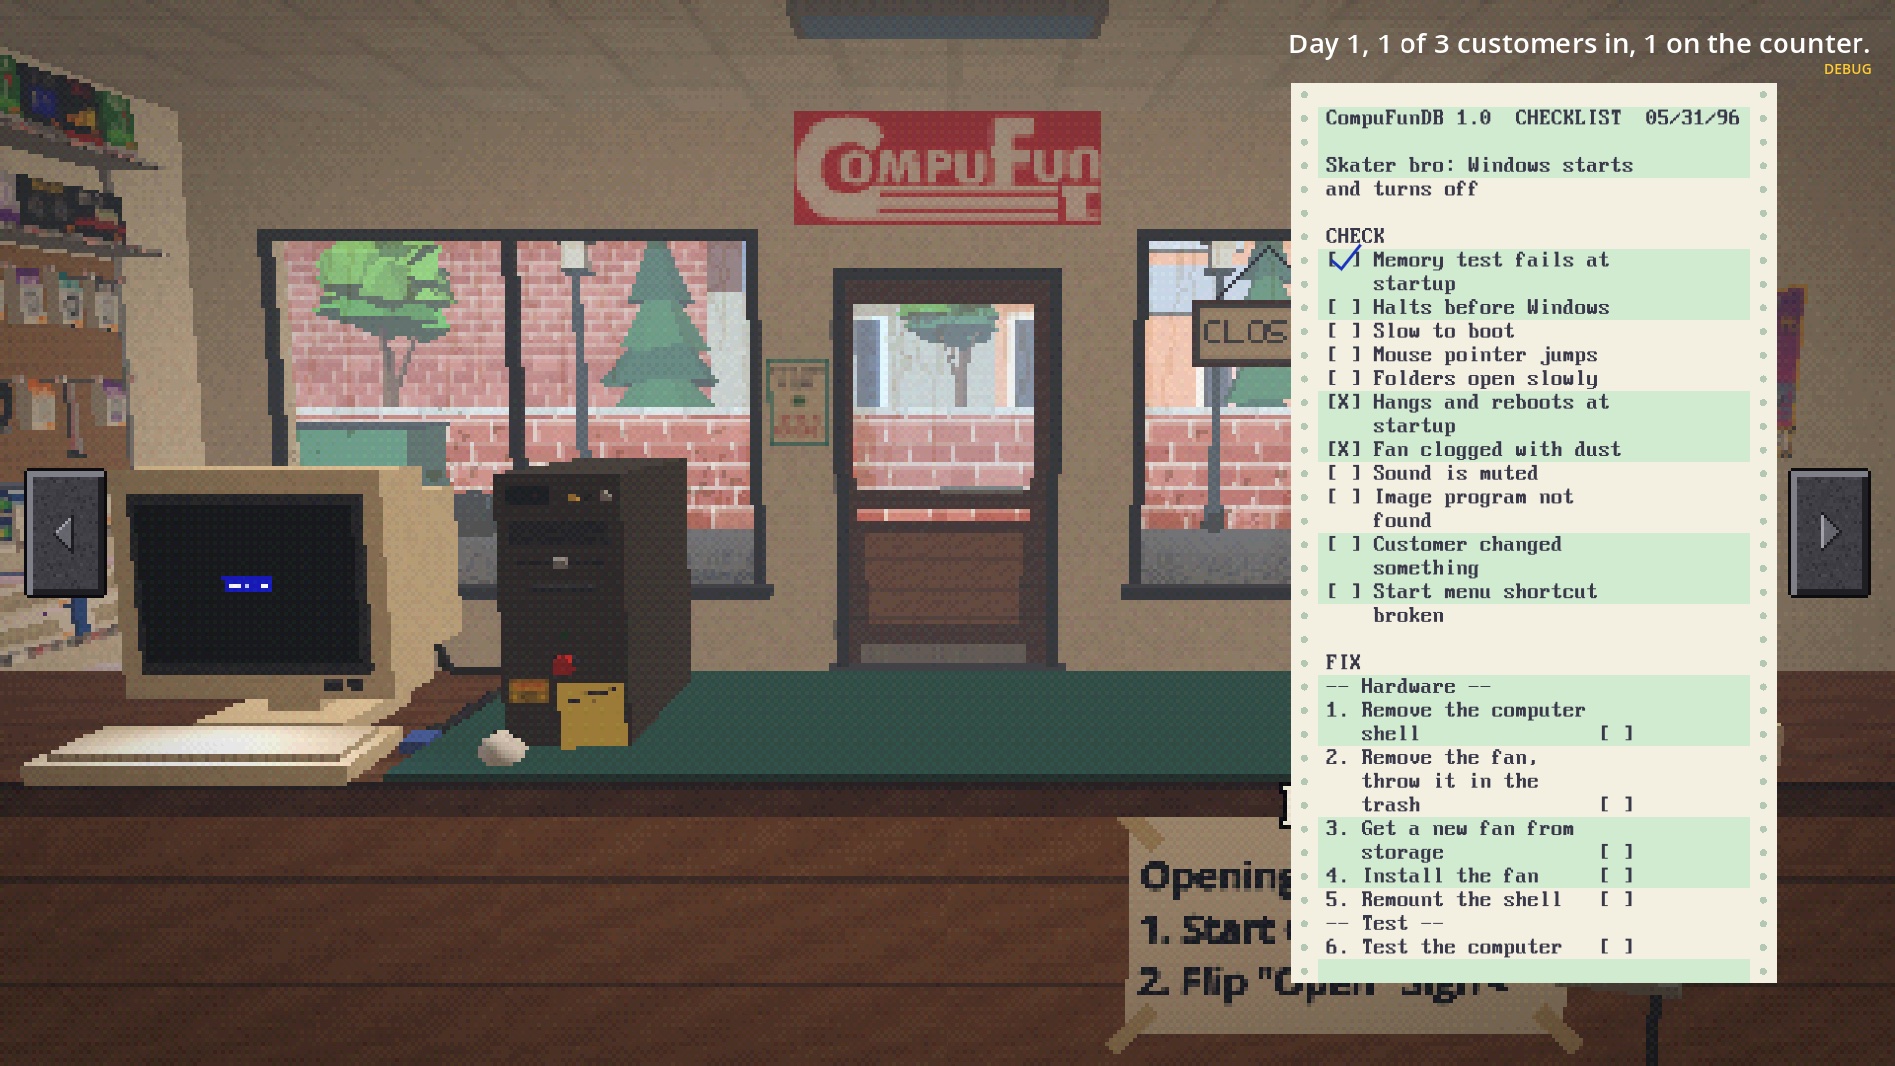 Day 1, 1 of 3 customers in, 1 on the counter.
DEBUG
COMPUFUN
CLOS
CompuFunDB 1.0 CHECKLIST 05/31/96
Skater bro: Windows starts
and turns off
CHECK
[ ] Memory test fails at
startup
[ ] Halts before Windows
[ ] Slow to boot
[ ] Mouse pointer jumps
[ ] Folders open slowly
[X] Hangs and reboots at
startup
[X] Fan clogged with dust
[ ] Sound is muted
[ ] Image program not
found
[ ] Customer changed
something
[ ] Start menu shortcut
broken
FIX
-- Hardware --
1. Remove the computer
shell [ ]
2. Remove the fan,
throw it in the
trash [ ]
3. Get a new fan from
storage [ ]
4. Install the fan [ ]
5. Remount the shell [ ]
-- Test --
6. Test the computer [ ]
Opening
1. Start
2. Flip "Open" Sign